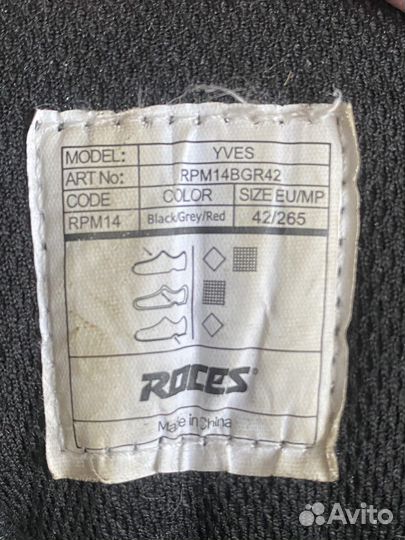 MODEL: YVES
ART No: RPM14BGR42
CODE COLOR SIZE EU/MP
RPM14 Black/Grey/Red 42/265
ROCES®
Made in China
Avito